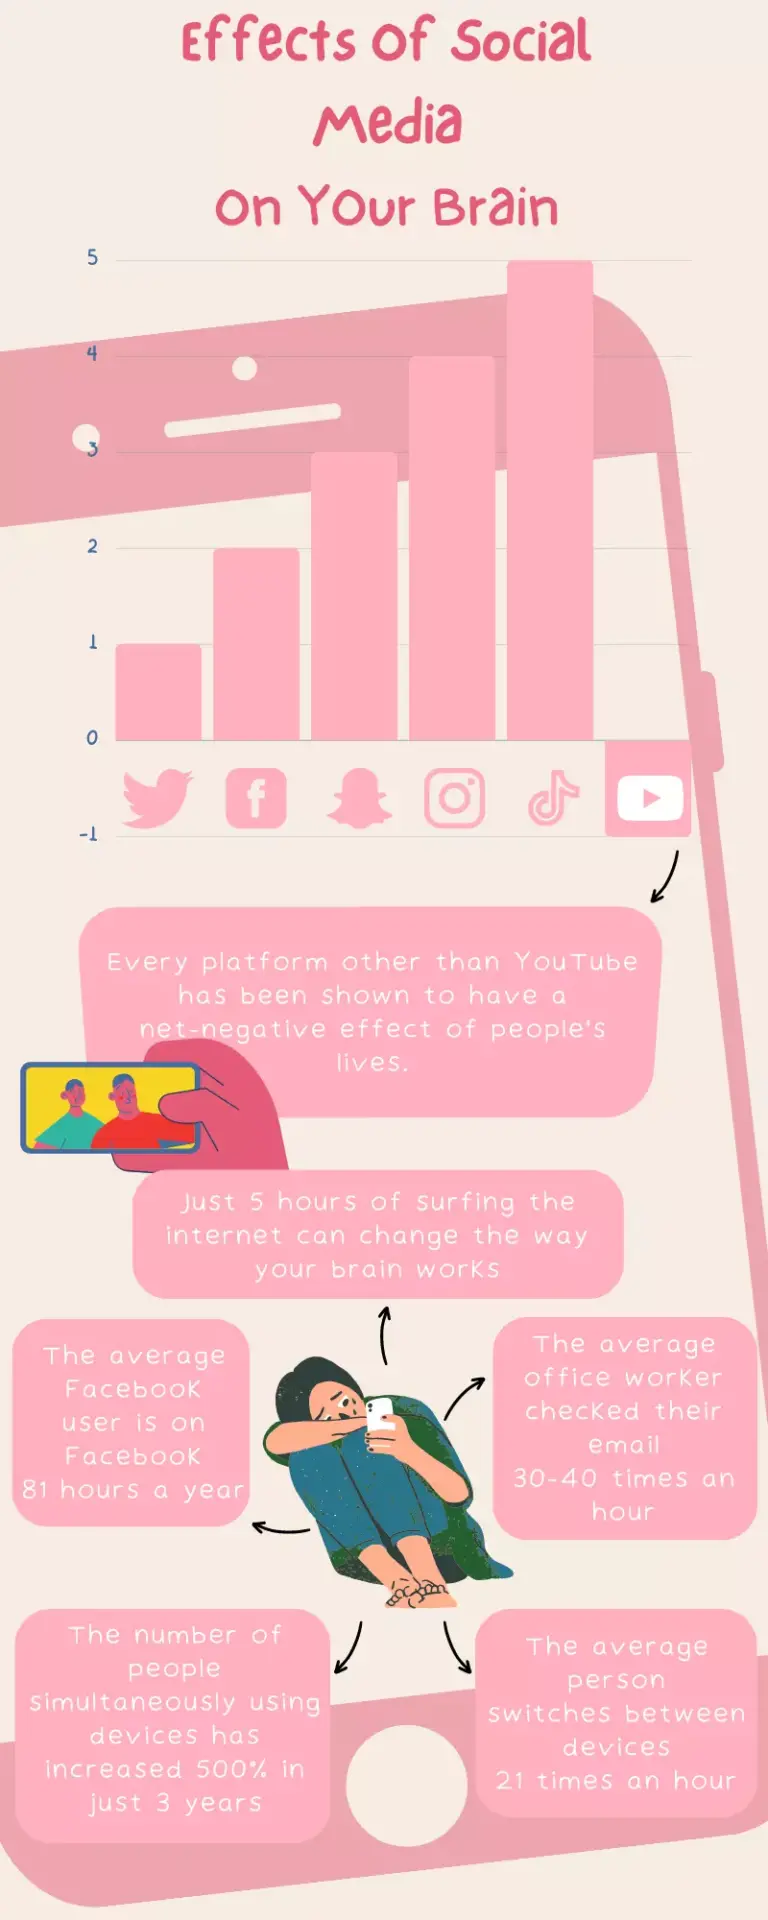 Effects Of Social
Media
On Your Brain
5
4
3
2
1
0
-1
Every platform other than YouTube
has been shown to have a
net-negative effect of people's
lives.
Just 5 hours of surfing the
internet can change the way
your brain works
The average
Facebook
user is on
Facebook
81 hours a year
The average
office worker
checked their
email
30-40 times an
hour
The number of
people
simultaneously using
devices has
increased 500% in
just 3 years
The average
person
switches between
devices
21 times an hour